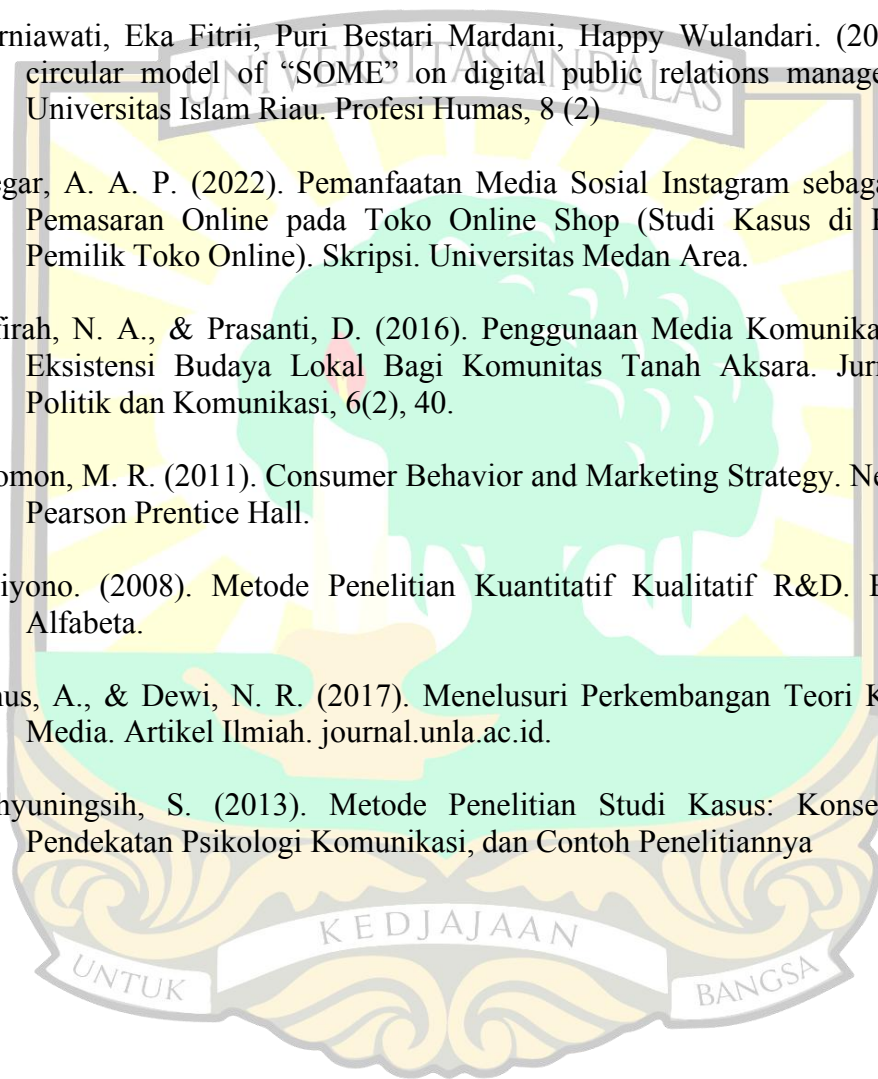 rniawati, Eka Fitrii, Puri Bestari Mardani, Happy Wulandari. (20
circular model of “SOME” on digital public relations manage
Universitas Islam Riau. Profesi Humas, 8 (2)
egar, A. A. P. (2022). Pemanfaatan Media Sosial Instagram sebaga
Pemasaran Online pada Toko Online Shop (Studi Kasus di
Pemilik Toko Online). Skripsi. Universitas Medan Area.
firah, N. A., & Prasanti, D. (2016). Penggunaan Media Komunika
Eksistensi Budaya Lokal Bagi Komunitas Tanah Aksara. Jur
Politik dan Komunikasi, 6(2), 40.
omon, M. R. (2011). Consumer Behavior and Marketing Strategy. Ne
Pearson Prentice Hall.
iyono. (2008). Metode Penelitian Kuantitatif Kualitatif R&D.
Alfabeta.
us, A., & Dewi, N. R. (2017). Menelusuri Perkembangan Teori K
Media. Artikel Ilmiah. journal.unla.ac.id.
hyuningsih, S. (2013). Metode Penelitian Studi Kasus: Konse
Pendekatan Psikologi Komunikasi, dan Contoh Penelitiannya
UNIVERSITAS ANDALAS
KEDJAJAAN
UNTUK
BANGSA